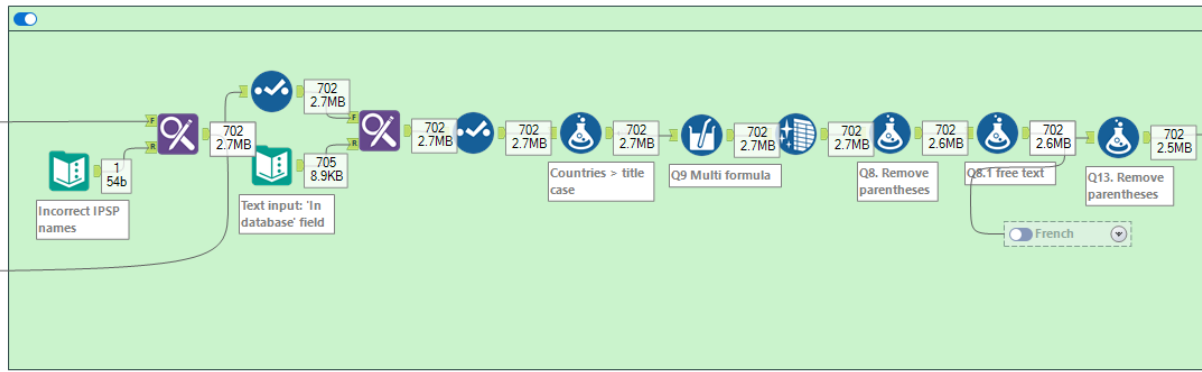 702
2.7MB
F
R
702
2.7MB
1
54b
Incorrect IPSP
names
705
8.9KB
Text input: 'In
database' field
F
R
702
2.7MB
702
2.7MB
702
2.7MB
Countries > title
case
702
2.7MB
Q9 Multi formula
702
2.7MB
702
2.6MB
Q8. Remove
parentheses
702
2.6MB
Q8.1 free text
French
702
2.5MB
Q13. Remove
parentheses